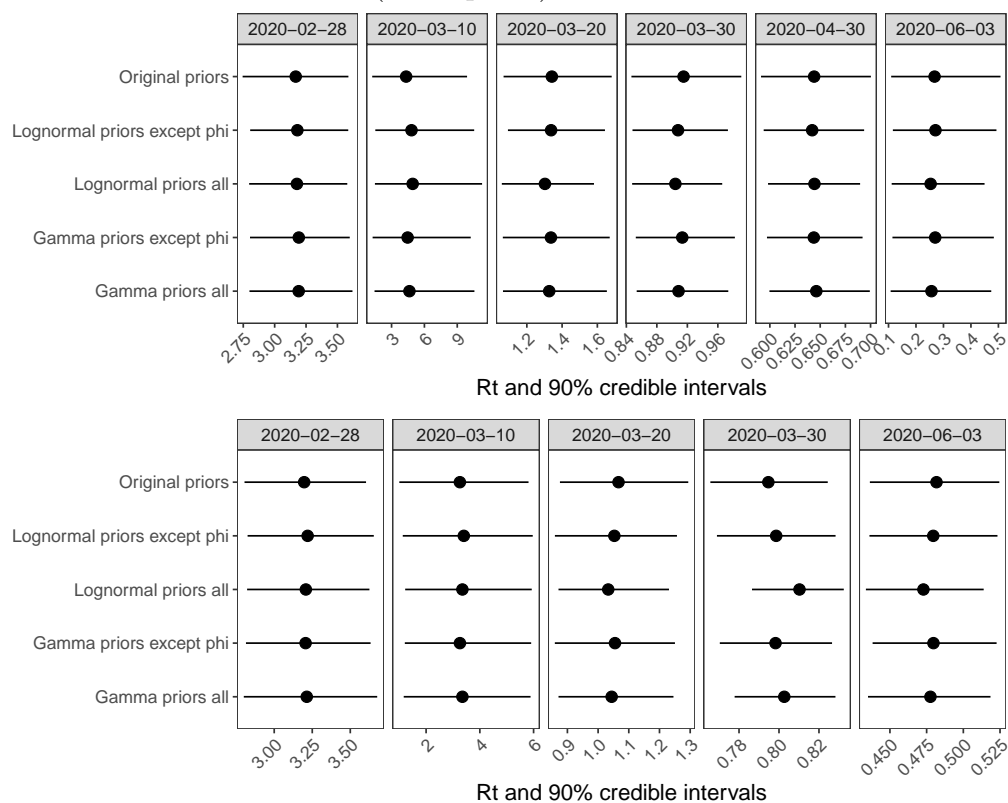 2020−02−28 2020−03−10 2020−03−20 2020−03−30 2020−04−30 2020−06−03
Original priors
Lognormal priors except phi
Lognormal priors all
Gamma priors except phi
Gamma priors all
2.75 3.00 3.25 3.50 3 6 9 1.2 1.4 1.6 0.84 0.88 0.92 0.96 0.600 0.625 0.650 0.675 0.700 0.1 0.2 0.3 0.4 0.5
Rt and 90% credible intervals
2020−02−28 2020−03−10 2020−03−20 2020−03−30 2020−06−03
Original priors
Lognormal priors except phi
Lognormal priors all
Gamma priors except phi
Gamma priors all
3.00 3.25 3.50 2 4 6 0.9 1.0 1.1 1.2 1.3 0.78 0.80 0.82 0.450 0.475 0.500 0.525
Rt and 90% credible intervals